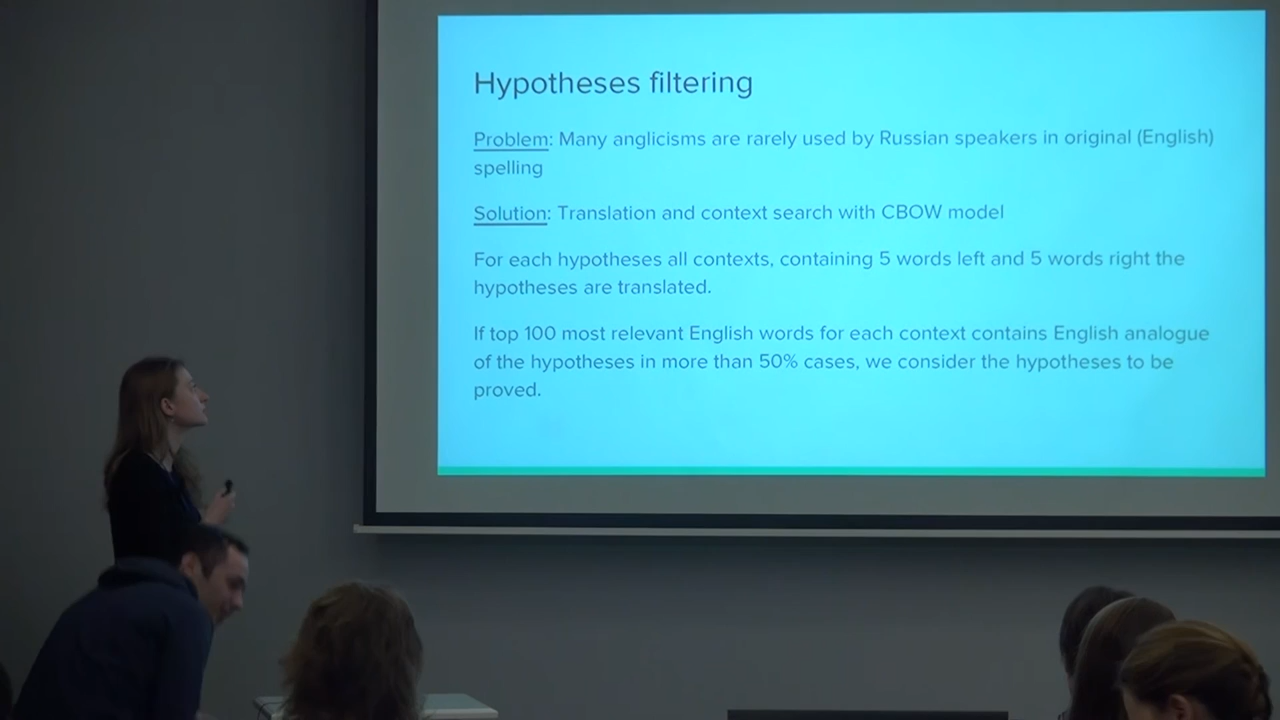 Hypotheses filtering
Problem: Many anglicisms are rarely used by Russian speakers in original (English)
spelling
Solution: Translation and context search with CBOW model
For each hypotheses all contexts, containing 5 words left and 5 words right the
hypotheses are translated.
If top 100 most relevant English words for each context contains English analogue
of the hypotheses in more than 50% cases, we consider the hypotheses to be
proved.